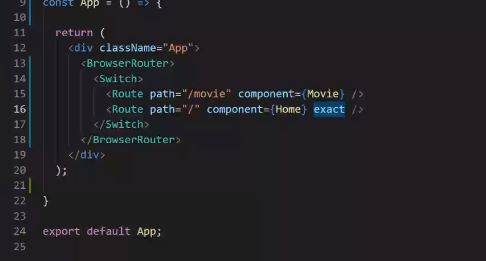 9 const App = () => {
10
11 return (
12 <div className="App">
13 <BrowserRouter>
14 <Switch>
15 <Route path="/movie" component={Movie} />
16 <Route path="/" component={Home} exact />
17 </Switch>
18 </BrowserRouter>
19 </div>
20 );
21
22 }
23
24 export default App;
25